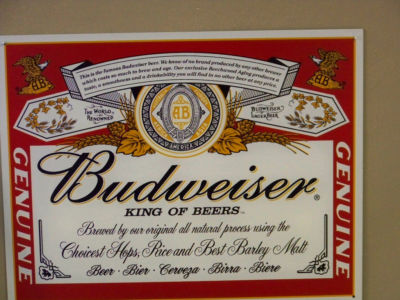 This is the famous Budweiser beer. We know of no brand produced by any other brewer
which costs so much to brew and age. Our exclusive Beechwood Aging produces a
taste, a smoothness and a drinkability you will find in no other beer at any price.
THE WORLD
RENOWNED
AB
BUDWEISER
LAGER BEER
AMERICA
GENUINE
Budweiser®
KING OF BEERS™
Brewed by our original all natural process using the
Choicest Hops, Rice and Best Barley Malt
Beer · Bier · Cerveza · Birra · Bière
GENUINE